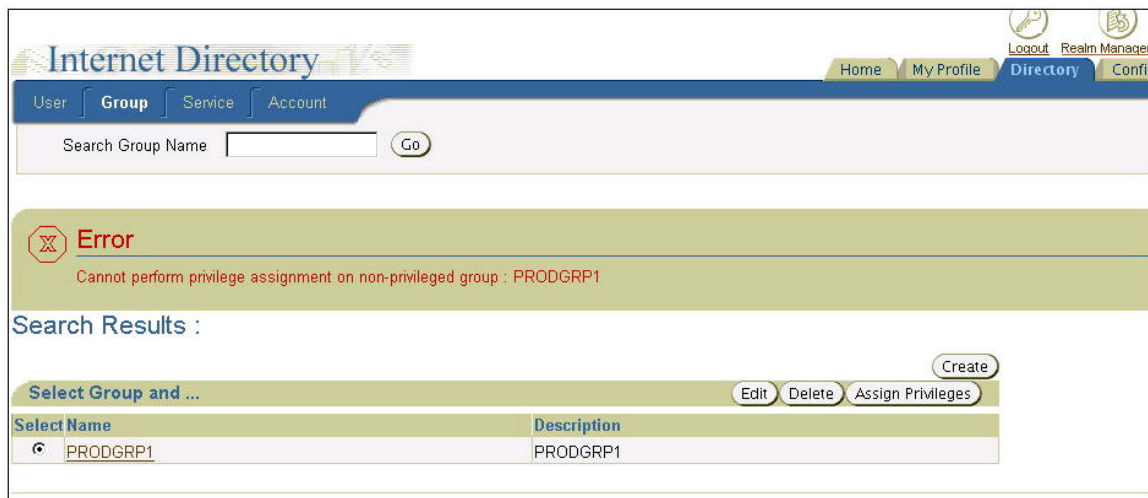 Logout Realm Manager
Internet Directory
Home My Profile Directory Confi
User Group Service Account
Search Group Name Go
Error
Cannot perform privilege assignment on non-privileged group : PRODGRP1
Search Results :
Create
Select Group and ... Edit Delete Assign Privileges
Select Name Description
PRODGRP1 PRODGRP1